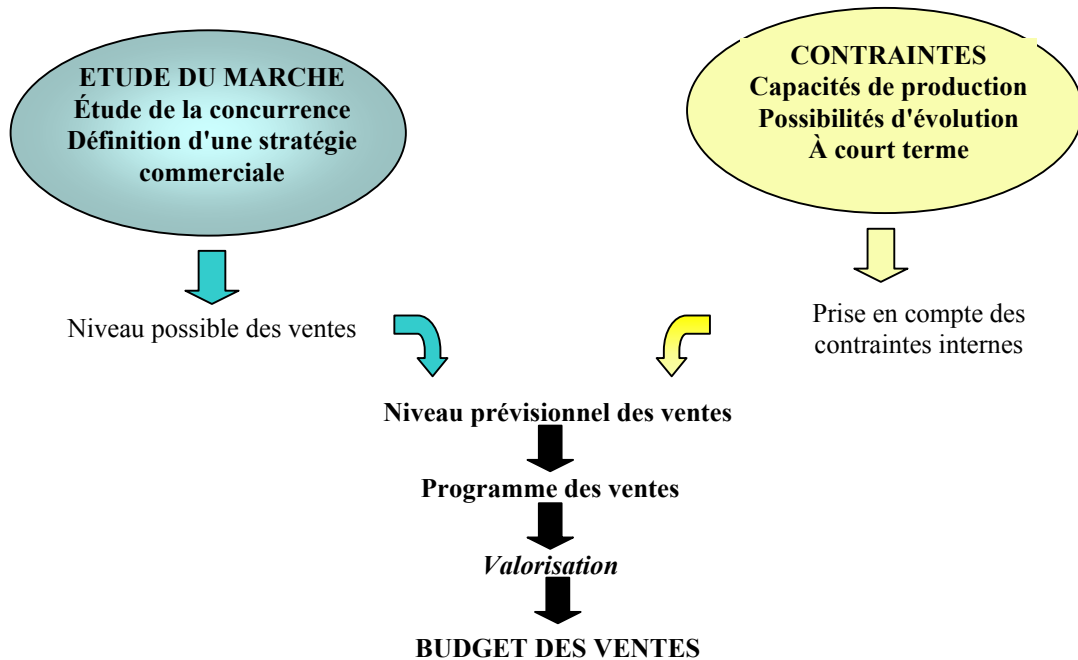 ETUDE DU MARCHE
Étude de la concurrence
Définition d'une stratégie
commerciale
CONTRAINTES
Capacités de production
Possibilités d'évolution
À court terme
Niveau possible des ventes
Prise en compte des
contraintes internes
Niveau prévisionnel des ventes
Programme des ventes
Valorisation
BUDGET DES VENTES